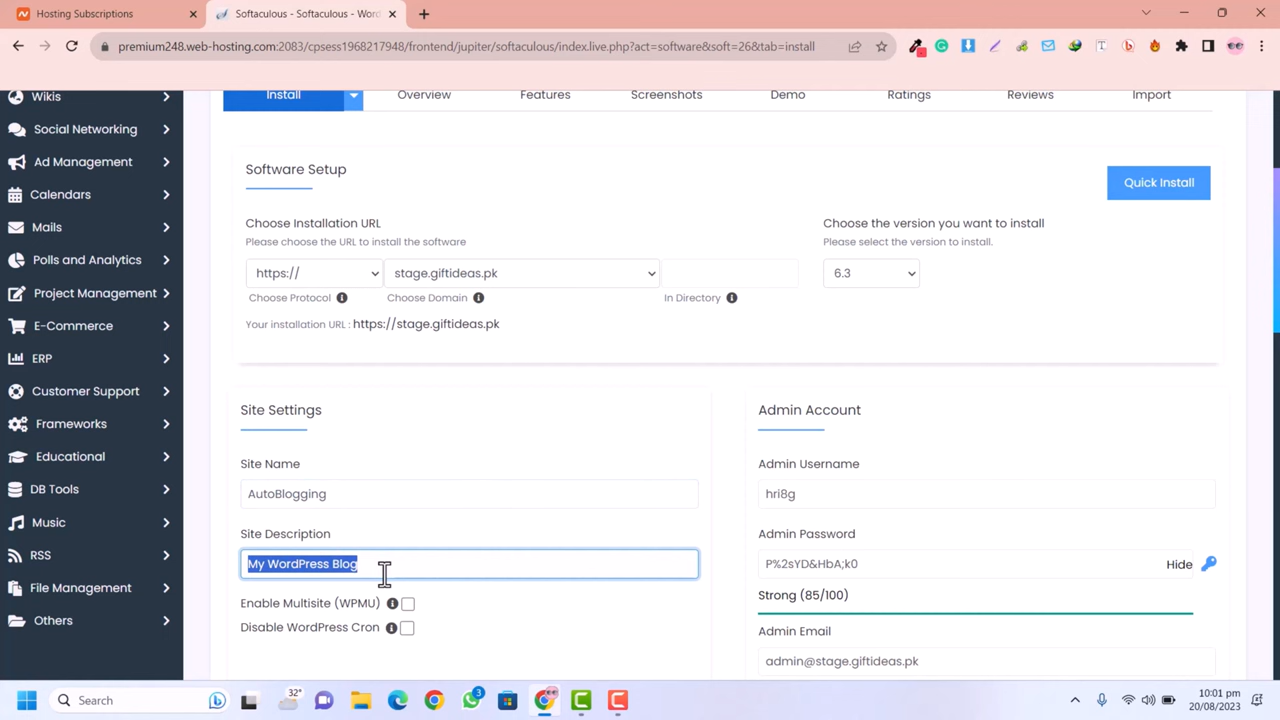 Hosting Subscriptions
Softaculous - Softaculous - Wor
premium248.web-hosting.com:2083/cpsess1968217948/frontend/jupiter/softaculous/index.live.php?act=software&soft=26&tab=install
Wikis
Social Networking
Ad Management
Calendars
Mails
Polls and Analytics
Project Management
E-Commerce
ERP
Customer Support
Frameworks
Educational
DB Tools
Music
RSS
File Management
Others
Install
Overview
Features
Screenshots
Demo
Ratings
Reviews
Import
Software Setup
Quick Install
Choose Installation URL
Please choose the URL to install the software
https://
stage.giftideas.pk
Choose Protocol
Choose Domain
In Directory
Your installation URL : https://stage.giftideas.pk
Choose the version you want to install
Please select the version to install.
6.3
Site Settings
Site Name
AutoBlogging
Site Description
My WordPress Blog
Enable Multisite (WPMU)
Disable WordPress Cron
Admin Account
Admin Username
hri8g
Admin Password
P%2sYD&HbA;k0
Hide
Strong (85/100)
Admin Email
admin@stage.giftideas.pk
Search
32°
3
10:01 pm
20/08/2023